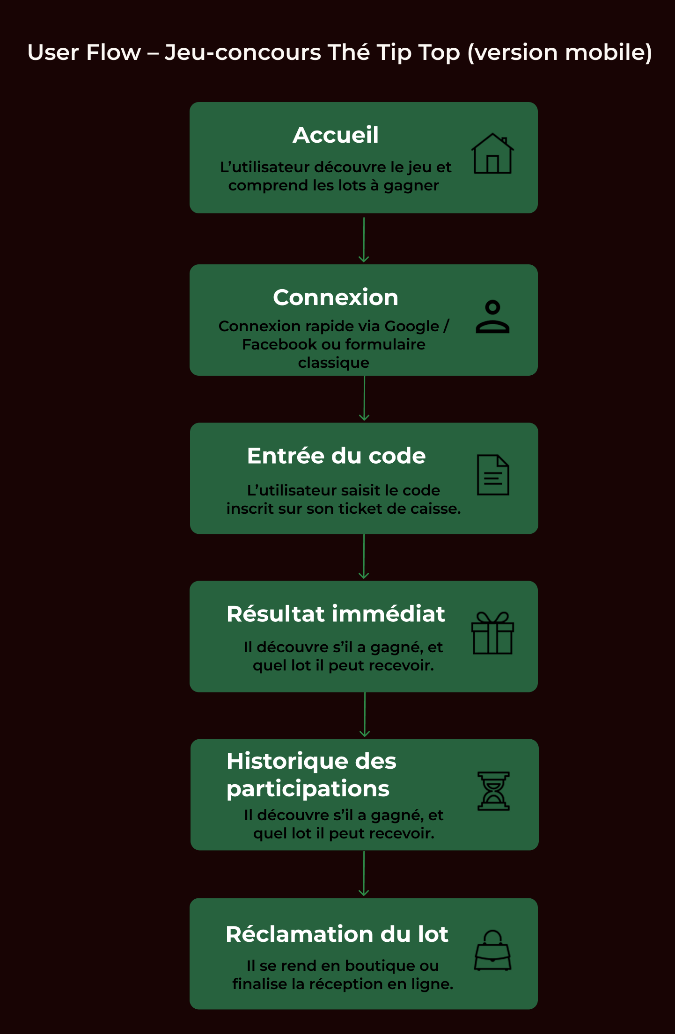 User Flow – Jeu-concours Thé Tip Top (version mobile)
Accueil
L’utilisateur découvre le jeu et
comprend les lots à gagner
Connexion
Connexion rapide via Google /
Facebook ou formulaire
classique
Entrée du code
L’utilisateur saisit le code
inscrit sur son ticket de caisse.
Résultat immédiat
Il découvre s’il a gagné, et
quel lot il peut recevoir.
Historique des
participations
Il découvre s’il a gagné, et
quel lot il peut recevoir.
Réclamation du lot
Il se rend en boutique ou
finalise la réception en ligne.